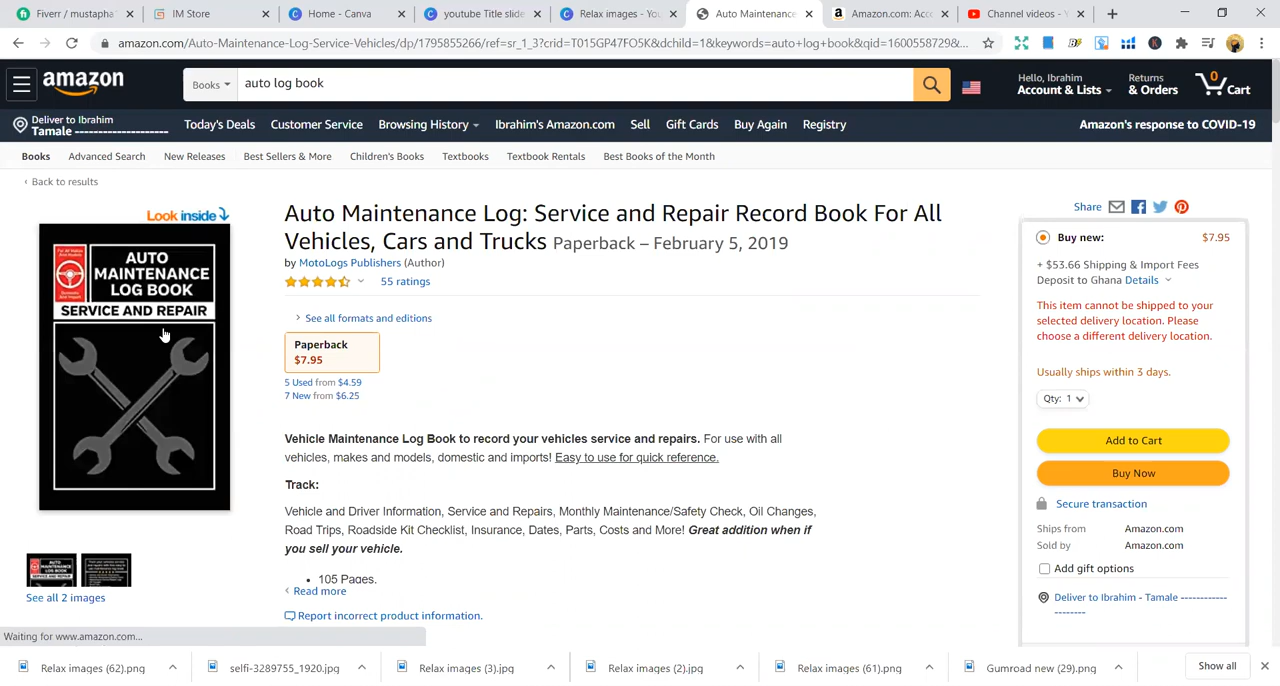 Fiverr / mustapha
IM Store
Home - Canva
youtube Title slide
Relax images - You
Auto Maintenance
Amazon.com: Acc
Channel videos - Y
amazon.com/Auto-Maintenance-Log-Service-Vehicles/dp/1795855266/ref=sr_1_3?crid=T015GP47FO5K&dchild=1&keywords=auto+log+book&qid=1600558729&...
amazon
Books
auto log book
Hello, Ibrahim
Account & Lists
Returns
& Orders
0
Cart
Deliver to Ibrahim
Tamale --------------------
Today's Deals
Customer Service
Browsing History
Ibrahim's Amazon.com
Sell
Gift Cards
Buy Again
Registry
Amazon's response to COVID-19
Books
Advanced Search
New Releases
Best Sellers & More
Children's Books
Textbooks
Textbook Rentals
Best Books of the Month
‹ Back to results
Look inside
AUTO
MAINTENANCE
LOG BOOK
SERVICE AND REPAIR
See all 2 images
Auto Maintenance Log: Service and Repair Record Book For All
Vehicles, Cars and Trucks Paperback – February 5, 2019
by MotoLogs Publishers (Author)
55 ratings
› See all formats and editions
Paperback
$7.95
5 Used from $4.59
7 New from $6.25
Vehicle Maintenance Log Book to record your vehicles service and repairs. For use with all
vehicles, makes and models, domestic and imports! Easy to use for quick reference.
Track:
Vehicle and Driver Information, Service and Repairs, Monthly Maintenance/Safety Check, Oil Changes,
Road Trips, Roadside Kit Checklist, Insurance, Dates, Parts, Costs and More! Great addition when if
you sell your vehicle.
• 105 Pages.
‹ Read more
Report incorrect product information.
Share
Buy new:
$7.95
+ $53.66 Shipping & Import Fees
Deposit to Ghana Details
This item cannot be shipped to your
selected delivery location. Please
choose a different delivery location.
Usually ships within 3 days.
Qty: 1
Add to Cart
Buy Now
Secure transaction
Ships from Amazon.com
Sold by Amazon.com
Add gift options
Deliver to Ibrahim - Tamale -----------
--------
Waiting for www.amazon.com...
Relax images (62).png
selfi-3289755_1920.jpg
Relax images (3).jpg
Relax images (2).jpg
Relax images (61).png
Gumroad new (29).png
Show all